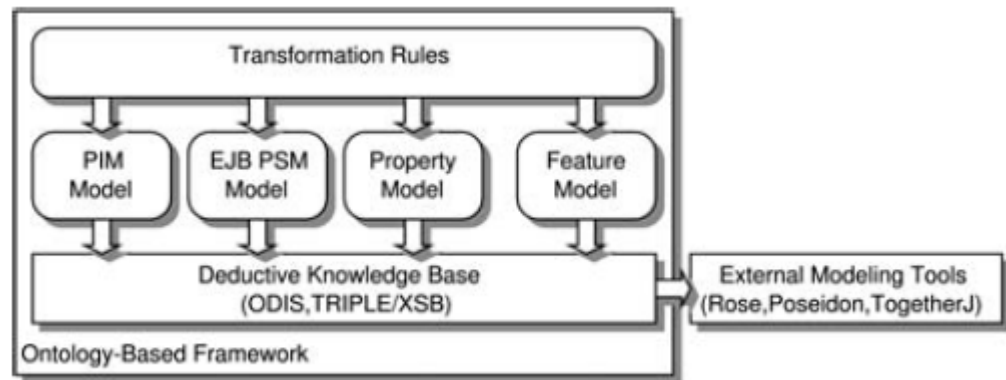 Transformation Rules
PIM
Model
EJB PSM
Model
Property
Model
Feature
Model
Deductive Knowledge Base
(ODIS,TRIPLE/XSB)
External Modeling Tools
(Rose,Poseidon,TogetherJ)
Ontology-Based Framework